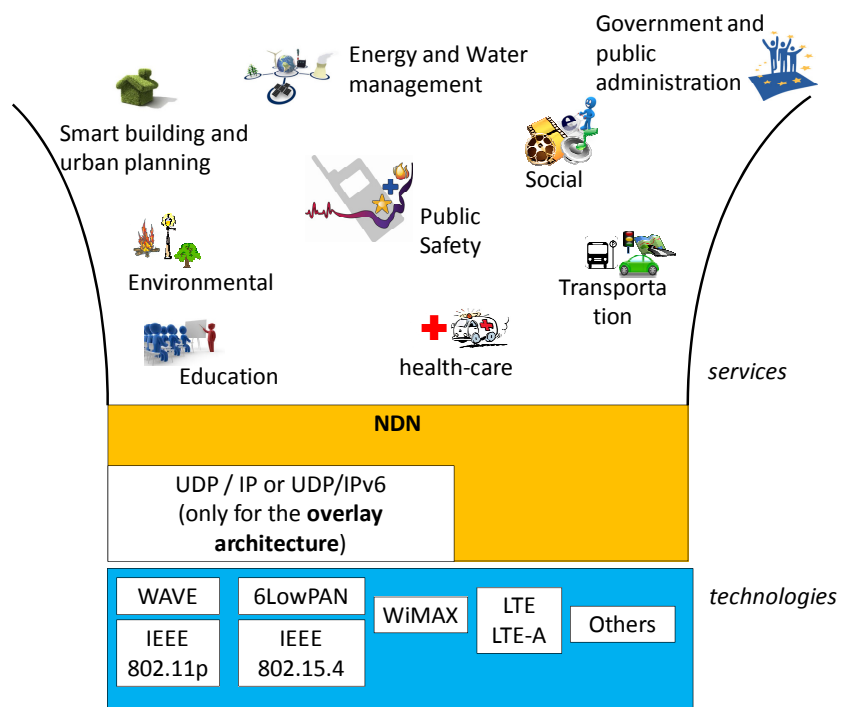 Government and
public
administration
Energy and Water
management
Smart building and
urban planning
e
Social
Public
Safety
Environmental
Transporta
tion
Education
health-care
services
NDN
UDP / IP or UDP/IPv6
(only for the overlay
architecture)
technologies
WAVE
6LowPAN
WiMAX
LTE
LTE-A
Others
IEEE
802.11p
IEEE
802.15.4